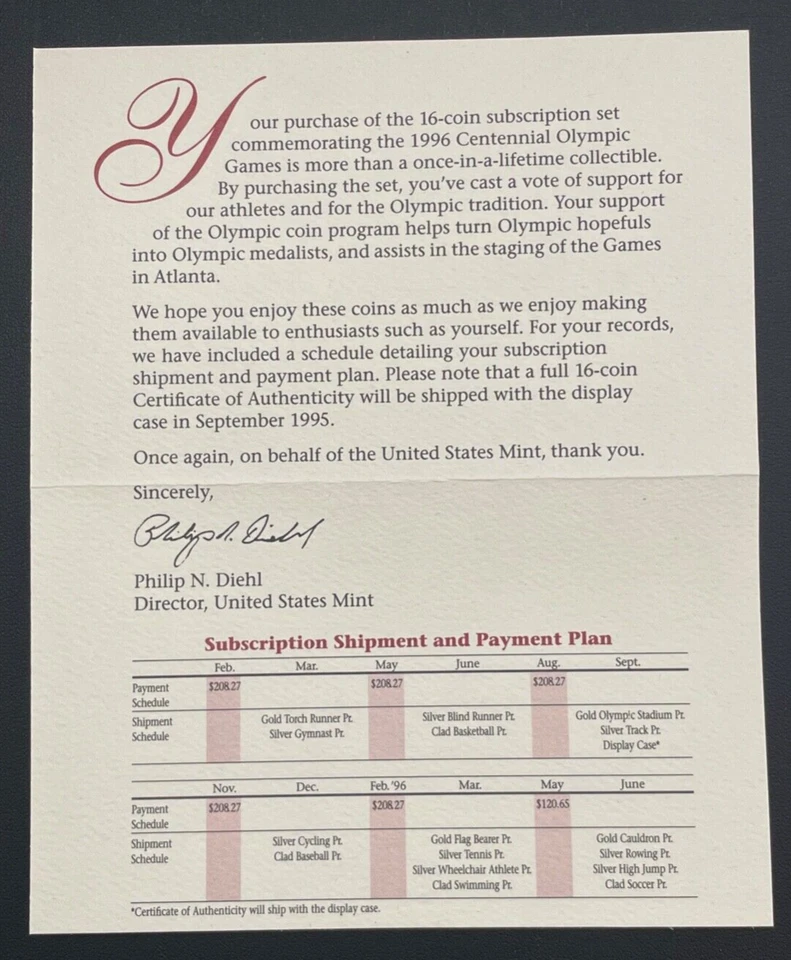 Your purchase of the 16-coin subscription set
commemorating the 1996 Centennial Olympic
Games is more than a once-in-a-lifetime collectible.
By purchasing the set, you've cast a vote of support for
our athletes and for the Olympic tradition. Your support
of the Olympic coin program helps turn Olympic hopefuls
into Olympic medalists, and assists in the staging of the Games
in Atlanta.
We hope you enjoy these coins as much as we enjoy making
them available to enthusiasts such as yourself. For your records,
we have included a schedule detailing your subscription
shipment and payment plan. Please note that a full 16-coin
Certificate of Authenticity will be shipped with the display
case in September 1995.
Once again, on behalf of the United States Mint, thank you.
Sincerely,
Philip N. Diehl
Philip N. Diehl
Director, United States Mint
Subscription Shipment and Payment Plan
Feb. Mar. May June Aug. Sept.
Payment Schedule $208.27 $208.27 $208.27
Shipment Schedule
Gold Torch Runner Pr. Silver Blind Runner Pr. Gold Olympic Stadium Pr.
Silver Gymnast Pr. Clad Basketball Pr. Silver Track Pr.
Display Case*
Nov. Dec. Feb. '96 Mar. May June
Payment Schedule $208.27 $208.27 $120.65
Shipment Schedule
Silver Cycling Pr. Gold Flag Bearer Pr. Gold Cauldron Pr.
Clad Baseball Pr. Silver Tennis Pr. Silver Rowing Pr.
Silver Wheelchair Athlete Pr. Silver High Jump Pr.
Clad Swimming Pr. Clad Soccer Pr.
*Certificate of Authenticity will ship with the display case.